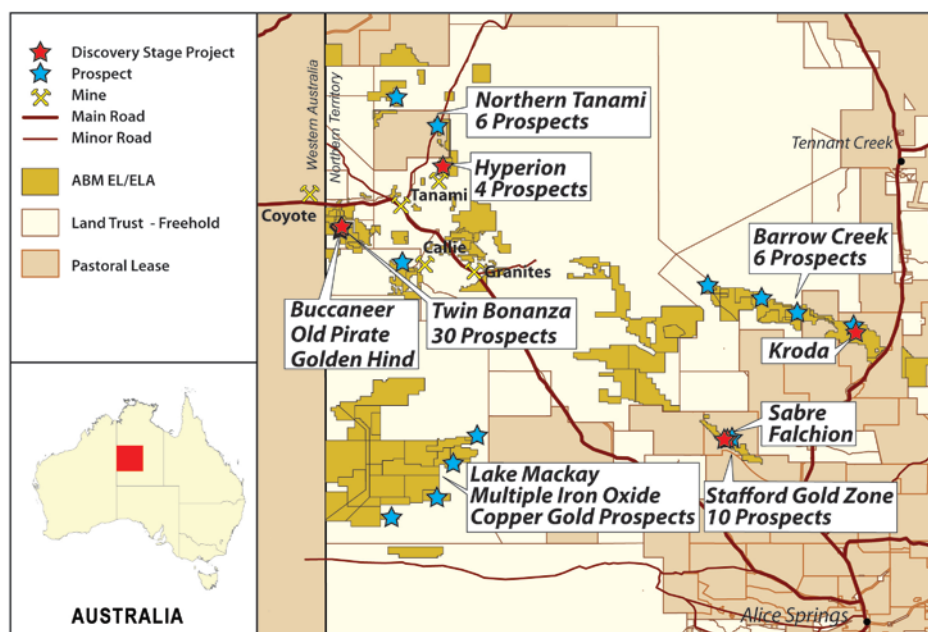 Discovery Stage Project
Prospect
Mine
Main Road
Minor Road
ABM EL/ELA
Land Trust - Freehold
Pastoral Lease
AUSTRALIA
Western Australia
Northern Territory
Northern Tanami
6 Prospects
Hyperion
4 Prospects
Tennant Creek
Tanami
Coyote
Callie
Granites
Barrow Creek
6 Prospects
Buccaneer
Old Pirate
Golden Hind
Twin Bonanza
30 Prospects
Kroda
Sabre
Falchion
Lake Mackay
Multiple Iron Oxide
Copper Gold Prospects
Stafford Gold Zone
10 Prospects
Alice Springs